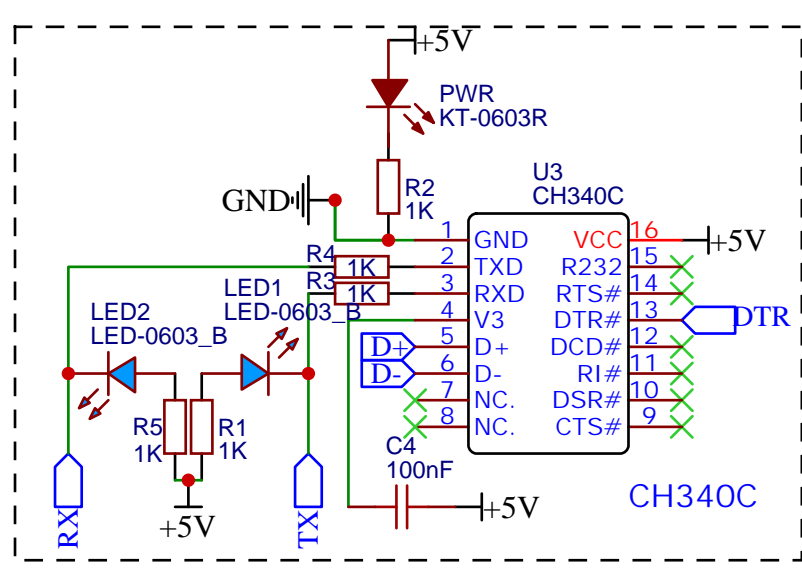 +5V
PWR
KT-0603R
U3
CH340C
R2
1K
GND
1
GND
VCC
16
+5V
R4
1K
2
TXD
R232
15
R3
1K
3
RXD
RTS#
14
LED1
LED-0603_B
4
V3
DTR#
13
DTR
LED2
LED-0603_B
D+
5
D+
DCD#
12
D-
6
D-
RI#
11
7
NC.
DSR#
10
8
NC.
CTS#
9
R5
1K
R1
1K
C4
100nF
+5V
CH340C
RX
+5V
TX